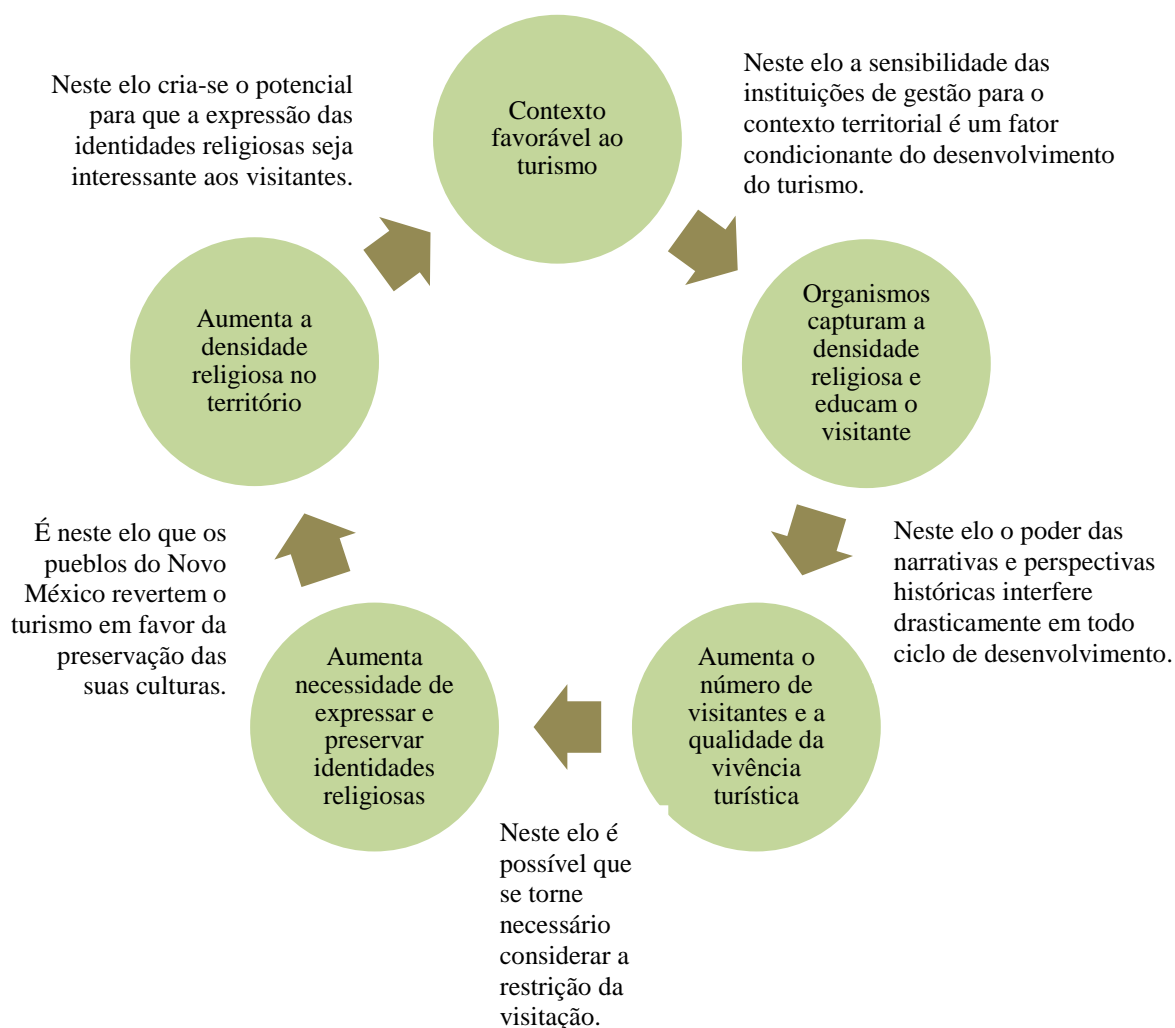 Neste elo cria-se o potencial
para que a expressão das
identidades religiosas seja
interessante aos visitantes.
Contexto
favorável ao
turismo
Neste elo a sensibilidade das
instituições de gestão para o
contexto territorial é um fator
condicionante do desenvolvimento
do turismo.
Organismos
capturam a
densidade
religiosa e
educam o
visitante
Neste elo o poder das
narrativas e perspectivas
históricas interfere
drasticamente em todo
ciclo de desenvolvimento.
Aumenta o
número de
visitantes e a
qualidade da
vivência
turística
Neste elo é
possível que
se torne
necessário
considerar a
restrição da
visitação.
Aumenta
necessidade de
expressar e
preservar
identidades
religiosas
É neste elo que os
pueblos do Novo
México revertem o
turismo em favor da
preservação das
suas culturas.
Aumenta a
densidade
religiosa no
território